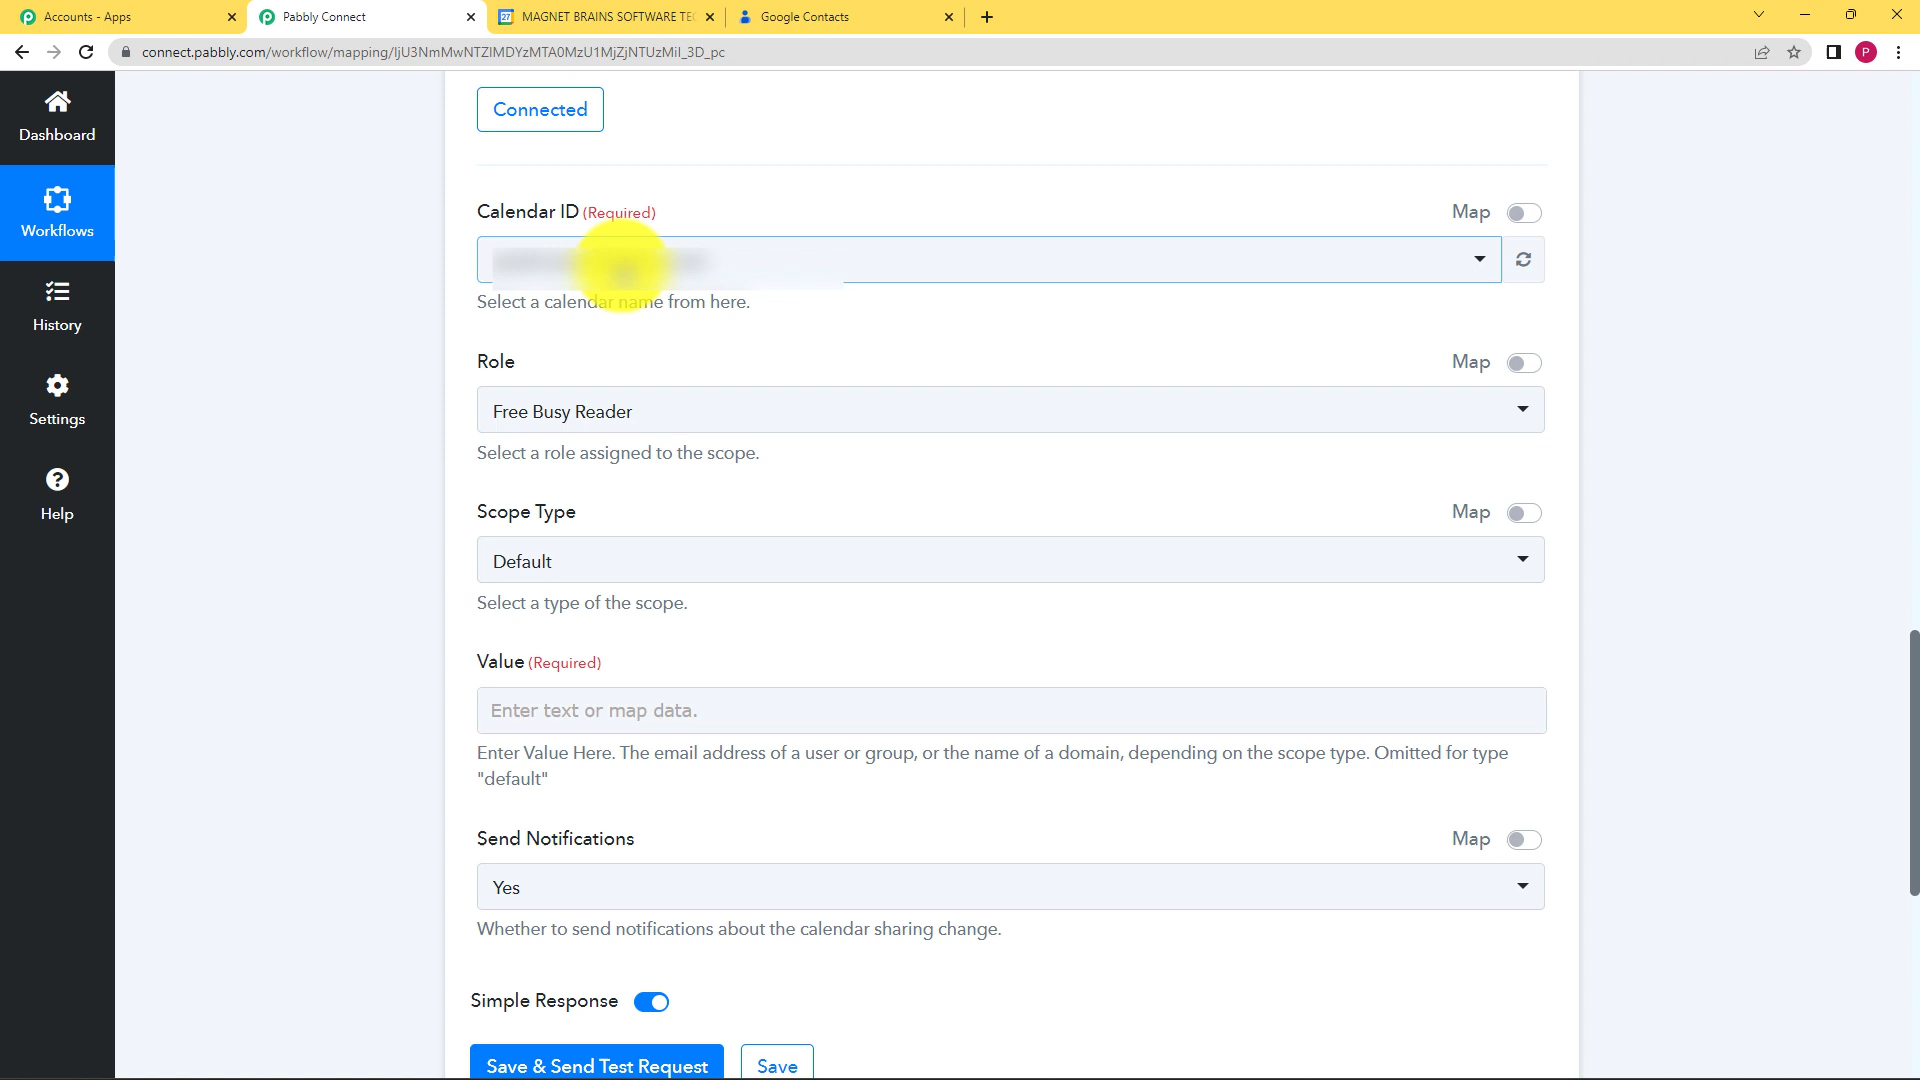 Accounts - Apps
Pabbly Connect
27
MAGNET BRAINS SOFTWARE TEC
Google Contacts
connect.pabbly.com/workflow/mapping/IjU3NmMwNTZlMDYzMTA0MzU1MjZjNTUzMiI_3D_pc
P
Dashboard
Workflows
History
Settings
Help
Connected
Calendar ID (Required)
Map
Select a calendar name from here.
Role
Map
Free Busy Reader
Select a role assigned to the scope.
Scope Type
Map
Default
Select a type of the scope.
Value (Required)
Enter text or map data.
Enter Value Here. The email address of a user or group, or the name of a domain, depending on the scope type. Omitted for type
"default"
Send Notifications
Map
Yes
Whether to send notifications about the calendar sharing change.
Simple Response
Save & Send Test Request
Save